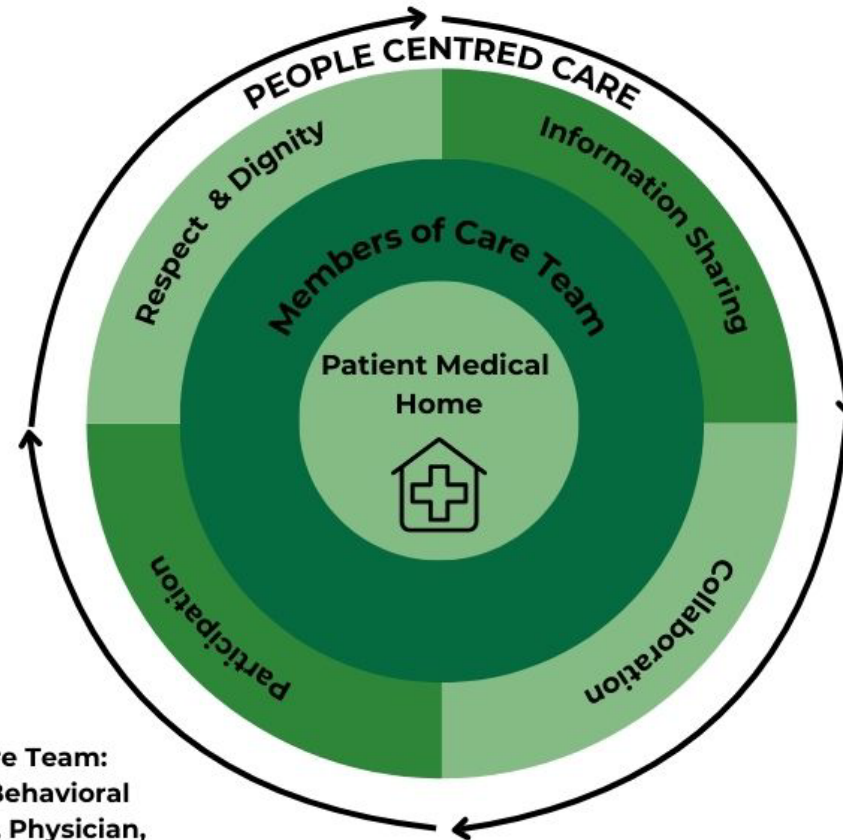 PEOPLE CENTRED CARE
Respect & Dignity
Information Sharing
Members of Care Team
Patient Medical
Home
Participation
Collaboration
Team:
Behavioral
Physician,